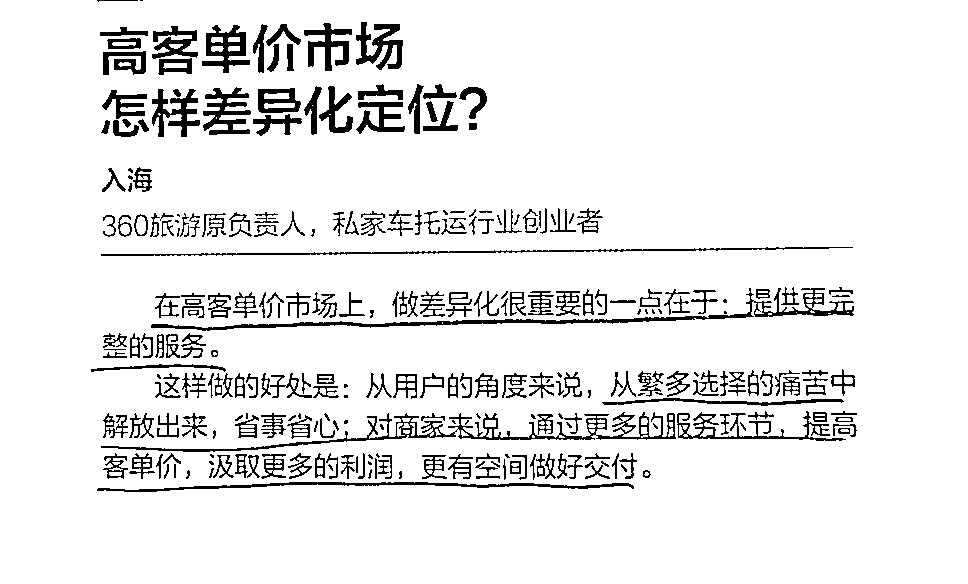 高客单价市场
怎样差异化定位?
入海
360旅游原负责人，私家车托运行业创业者
在高客单价市场上，做差异化很重要的一点在于：提供更完
整的服务。
这样做的好处是：从用户的角度来说，从繁多选择的痛苦中
解放出来，省事省心；对商家来说，通过更多的服务环节，提高
客单价，汲取更多的利润，更有空间做好交付。